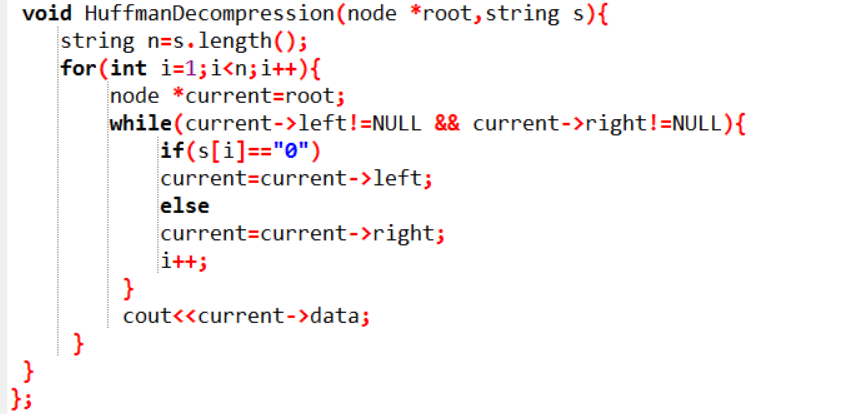 void HuffmanDecompression(node *root,string s){
string n=s.length();
for(int i=1;i<n;i++){
node *current=root;
while(current->left!=NULL && current->right!=NULL){
if(s[i]=="0")
current=current->left;
else
current=current->right;
i++;
}
cout<<current->data;
}
}
};